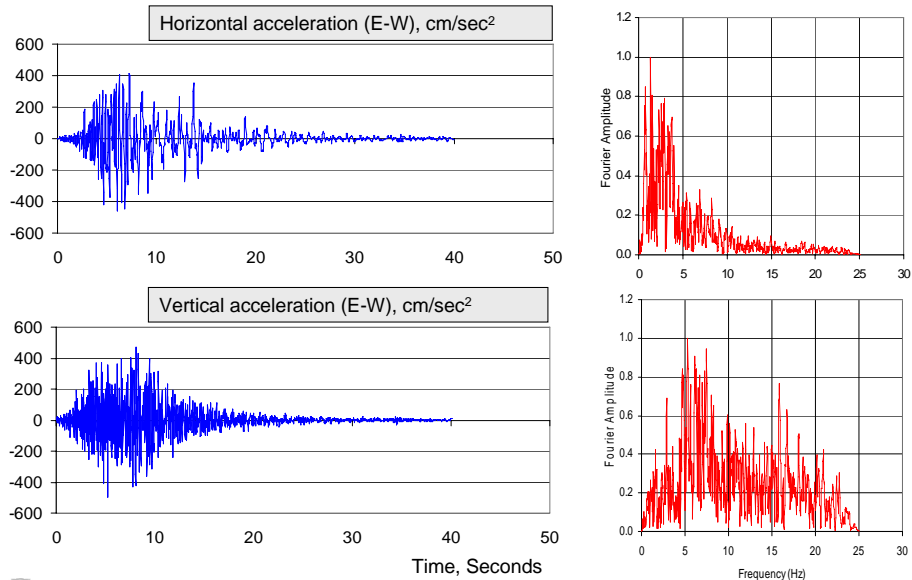 Horizontal acceleration (E-W), cm/sec²
600
400
200
0
-200
-400
-600
0 10 20 30 40 50
1.2
1.0
0.8
0.6
0.4
0.2
0.0
Fourier Amplitude
0 5 10 15 20 25 30
Vertical acceleration (E-W), cm/sec²
600
400
200
0
-200
-400
-600
0 10 20 30 40 50
Time, Seconds
1.2
1.0
0.8
0.6
0.4
0.2
0.0
Fourier Amplitude
0 5 10 15 20 25 30
Frequency (Hz)